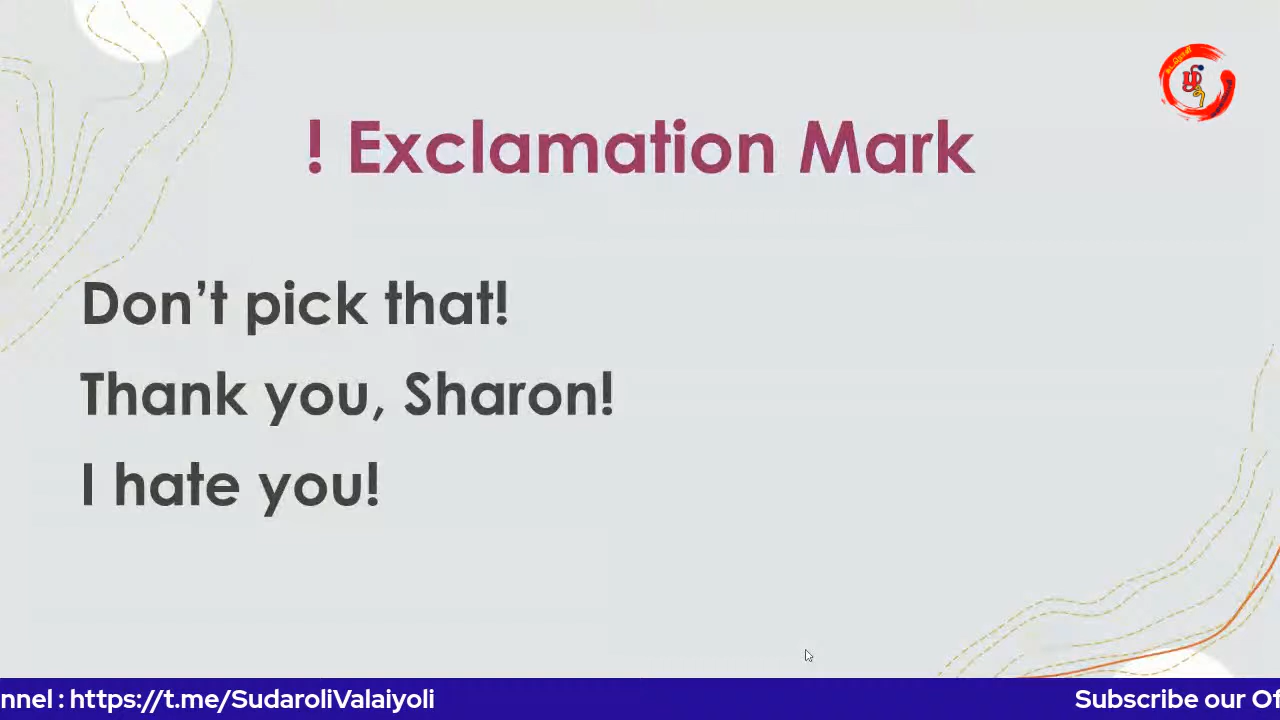 ! Exclamation Mark
Don’t pick that!
Thank you, Sharon!
I hate you!
nnel : https://t.me/SudaroliValaiyoli
Subscribe our Of